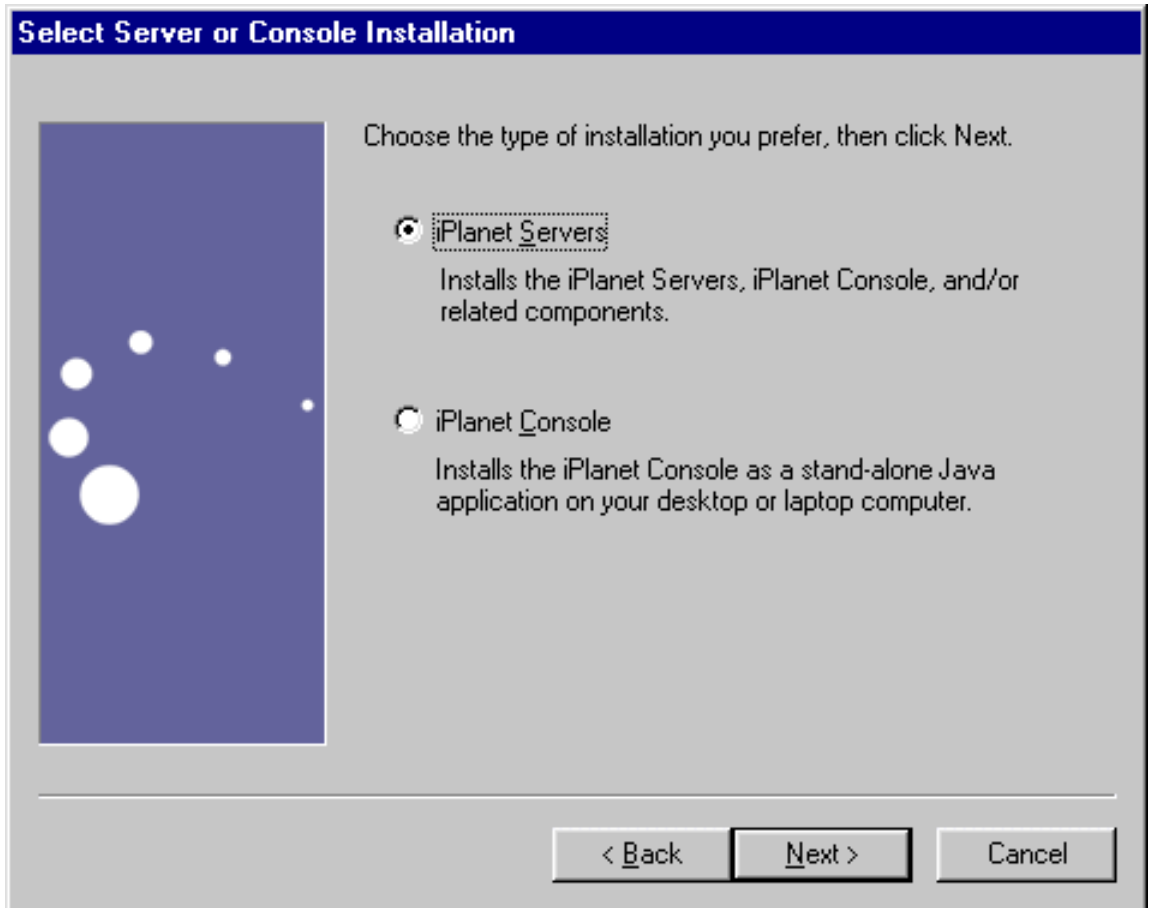 Select Server or Console Installation
Choose the type of installation you prefer, then click Next.
iPlanet Servers
Installs the iPlanet Servers, iPlanet Console, and/or
related components.
iPlanet Console
Installs the iPlanet Console as a stand-alone Java
application on your desktop or laptop computer.
< Back Next > Cancel